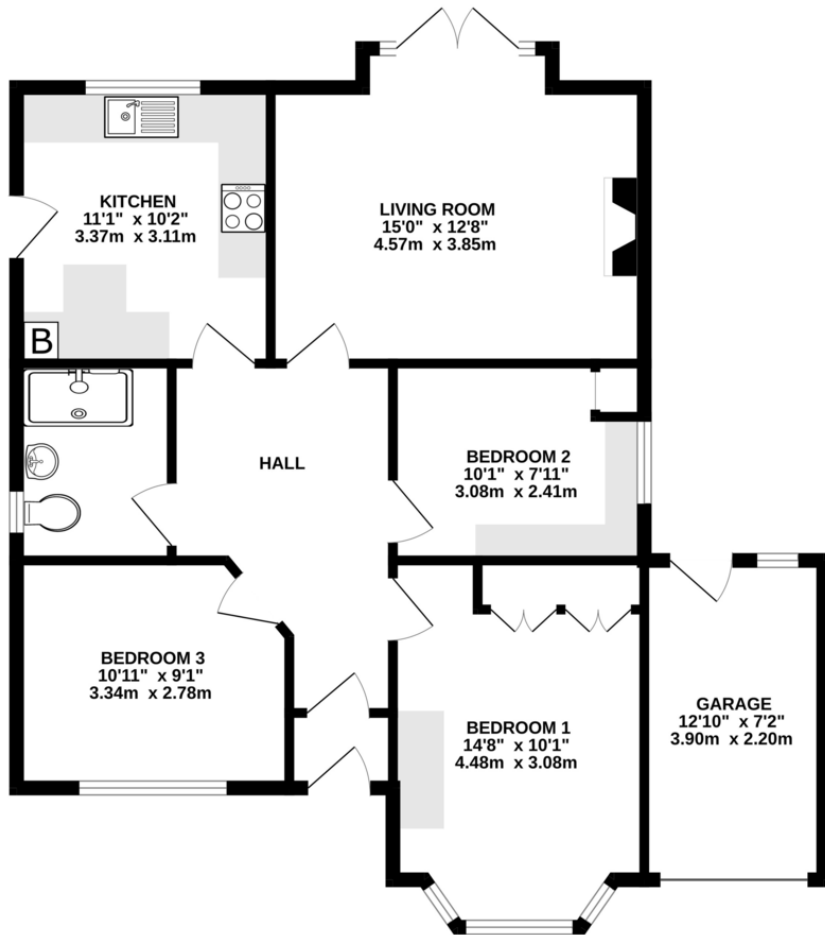 KITCHEN
11'1" x 10'2"
3.37m x 3.11m
LIVING ROOM
15'0" x 12'8"
4.57m x 3.85m
B
HALL
BEDROOM 2
10'1" x 7'11"
3.08m x 2.41m
BEDROOM 3
10'11" x 9'1"
3.34m x 2.78m
BEDROOM 1
14'8" x 10'1"
4.48m x 3.08m
GARAGE
12'10" x 7'2"
3.90m x 2.20m